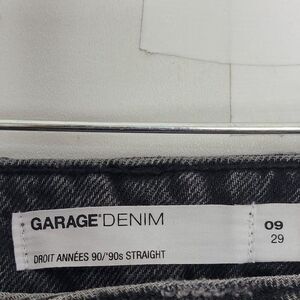 GARAGE® DENIM
DROIT ANNÉES 90/'90s STRAIGHT
09
29